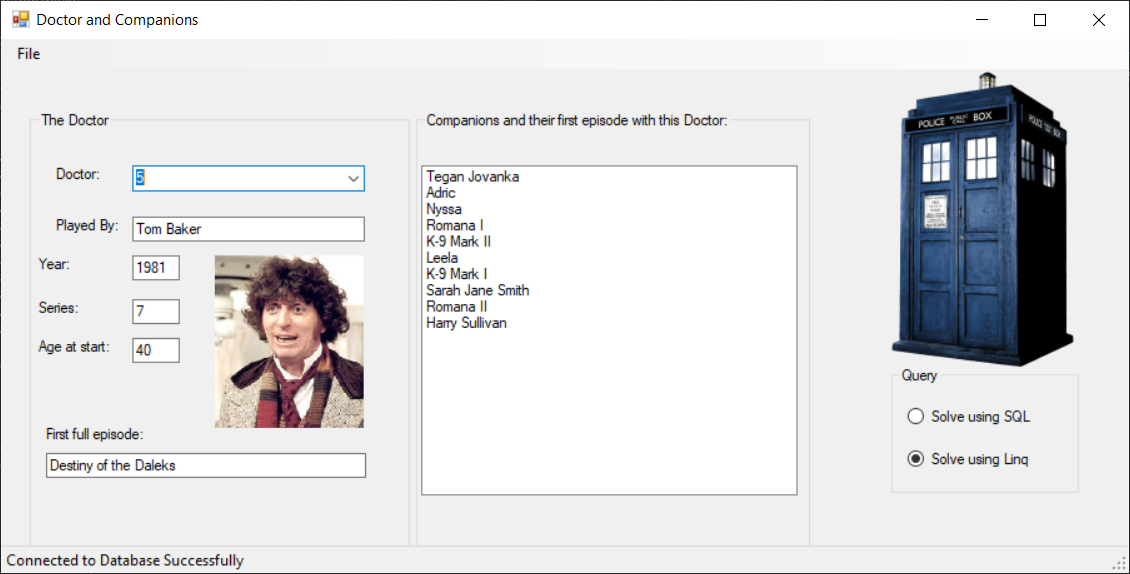 Doctor and Companions
File
The Doctor
Doctor:
5
Played By:
Tom Baker
Year:
1981
Series:
7
Age at start:
40
First full episode:
Destiny of the Daleks
Companions and their first episode with this Doctor:
Tegan Jovanka
Adric
Nyssa
Romana I
K-9 Mark II
Leela
K-9 Mark I
Sarah Jane Smith
Romana II
Harry Sullivan
POLICE PUBLIC CALL BOX
Query
Solve using SQL
Solve using Linq
Connected to Database Successfully